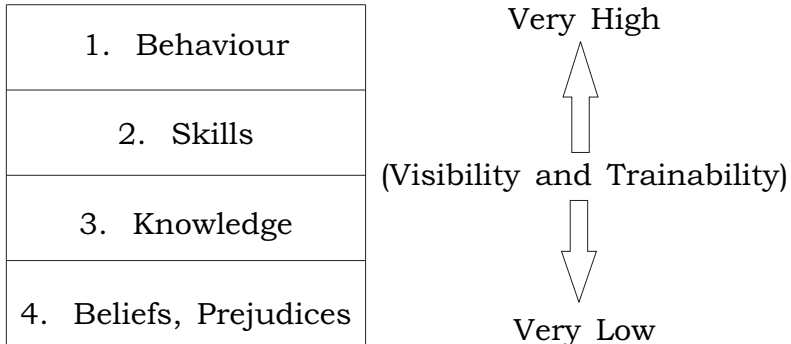 1. Behaviour
2. Skills
3. Knowledge
4. Beliefs, Prejudices
Very High
(Visibility and Trainability)
Very Low